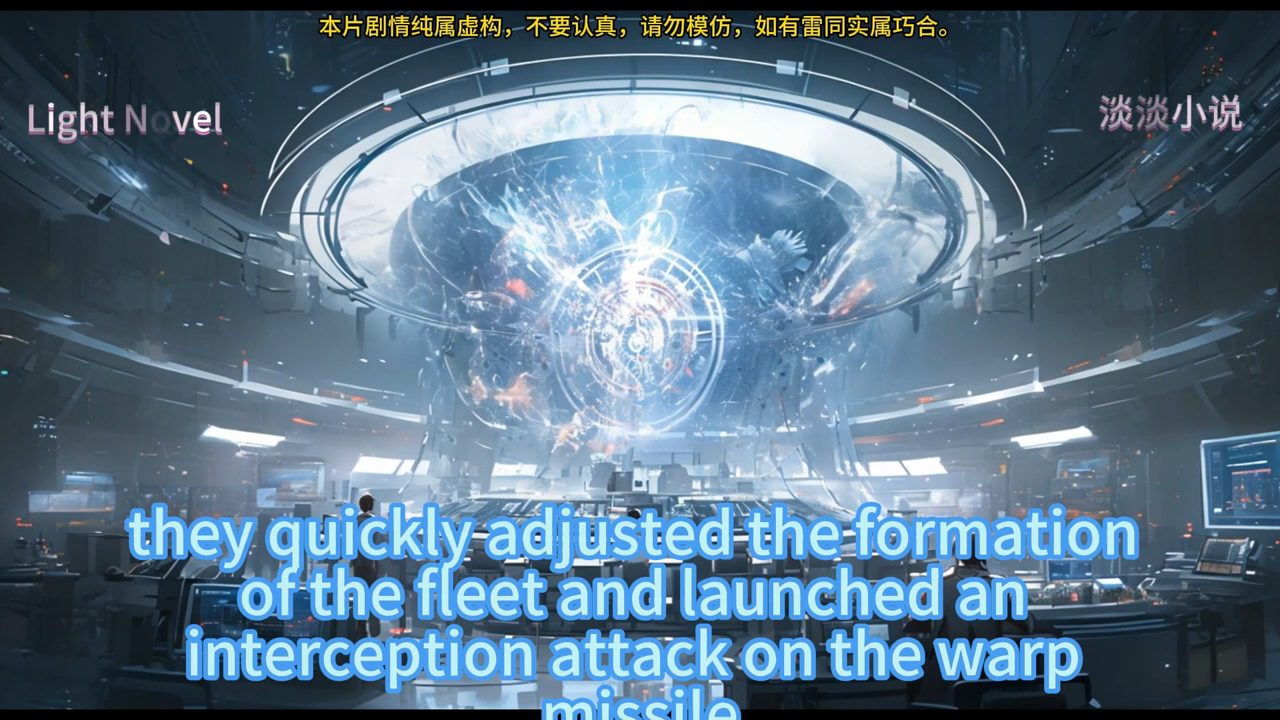 本片剧情纯属虚构，不要认真，请勿模仿，如有雷同实属巧合。
Light Novel
淡淡小说
they quickly adjusted the formation
of the fleet and launched an
interception attack on the warp
missile